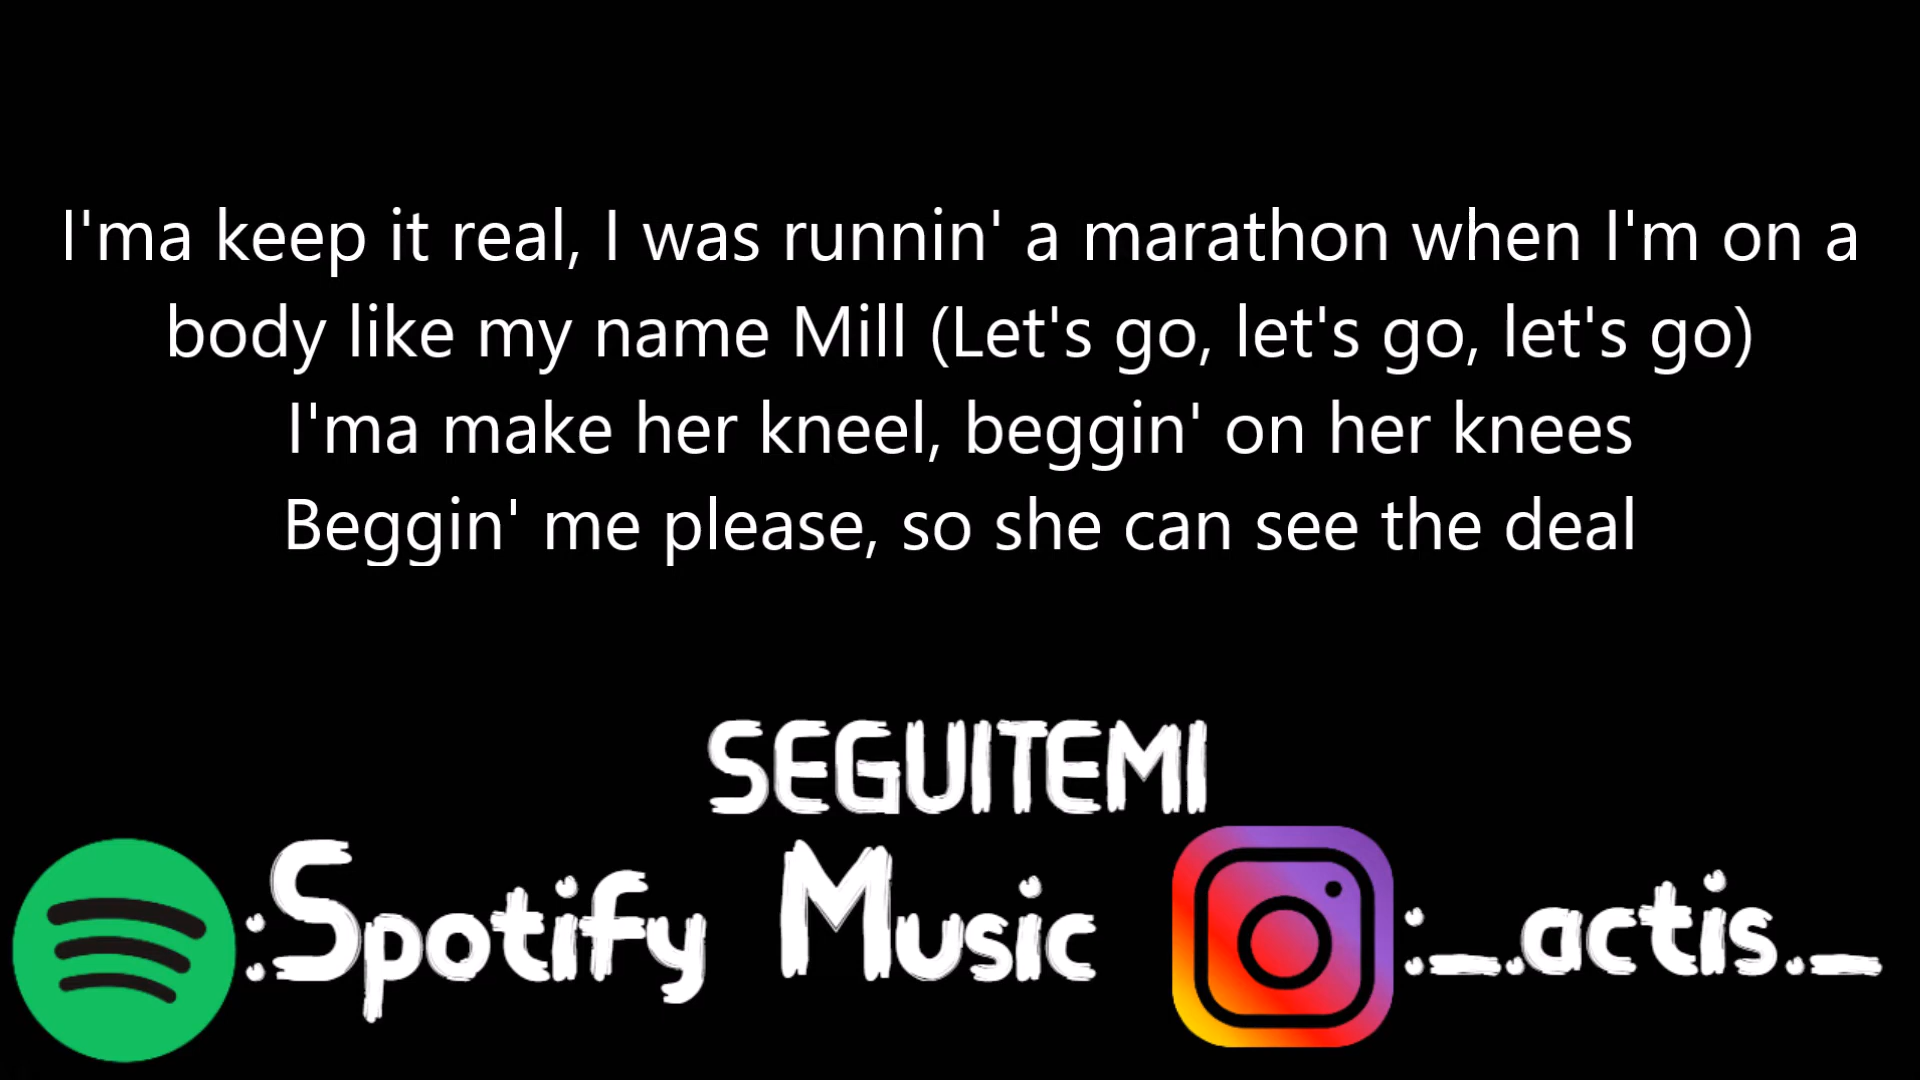 I'ma keep it real, I was runnin' a marathon when I'm on a
body like my name Mill (Let's go, let's go, let's go)
I'ma make her kneel, beggin' on her knees
Beggin' me please, so she can see the deal
SEGUITEMI
:Spotify Music :_.actis._